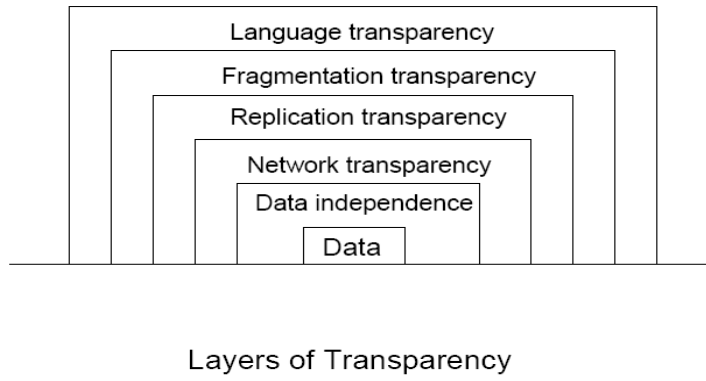 Language transparency
Fragmentation transparency
Replication transparency
Network transparency
Data independence
Data
Layers of Transparency